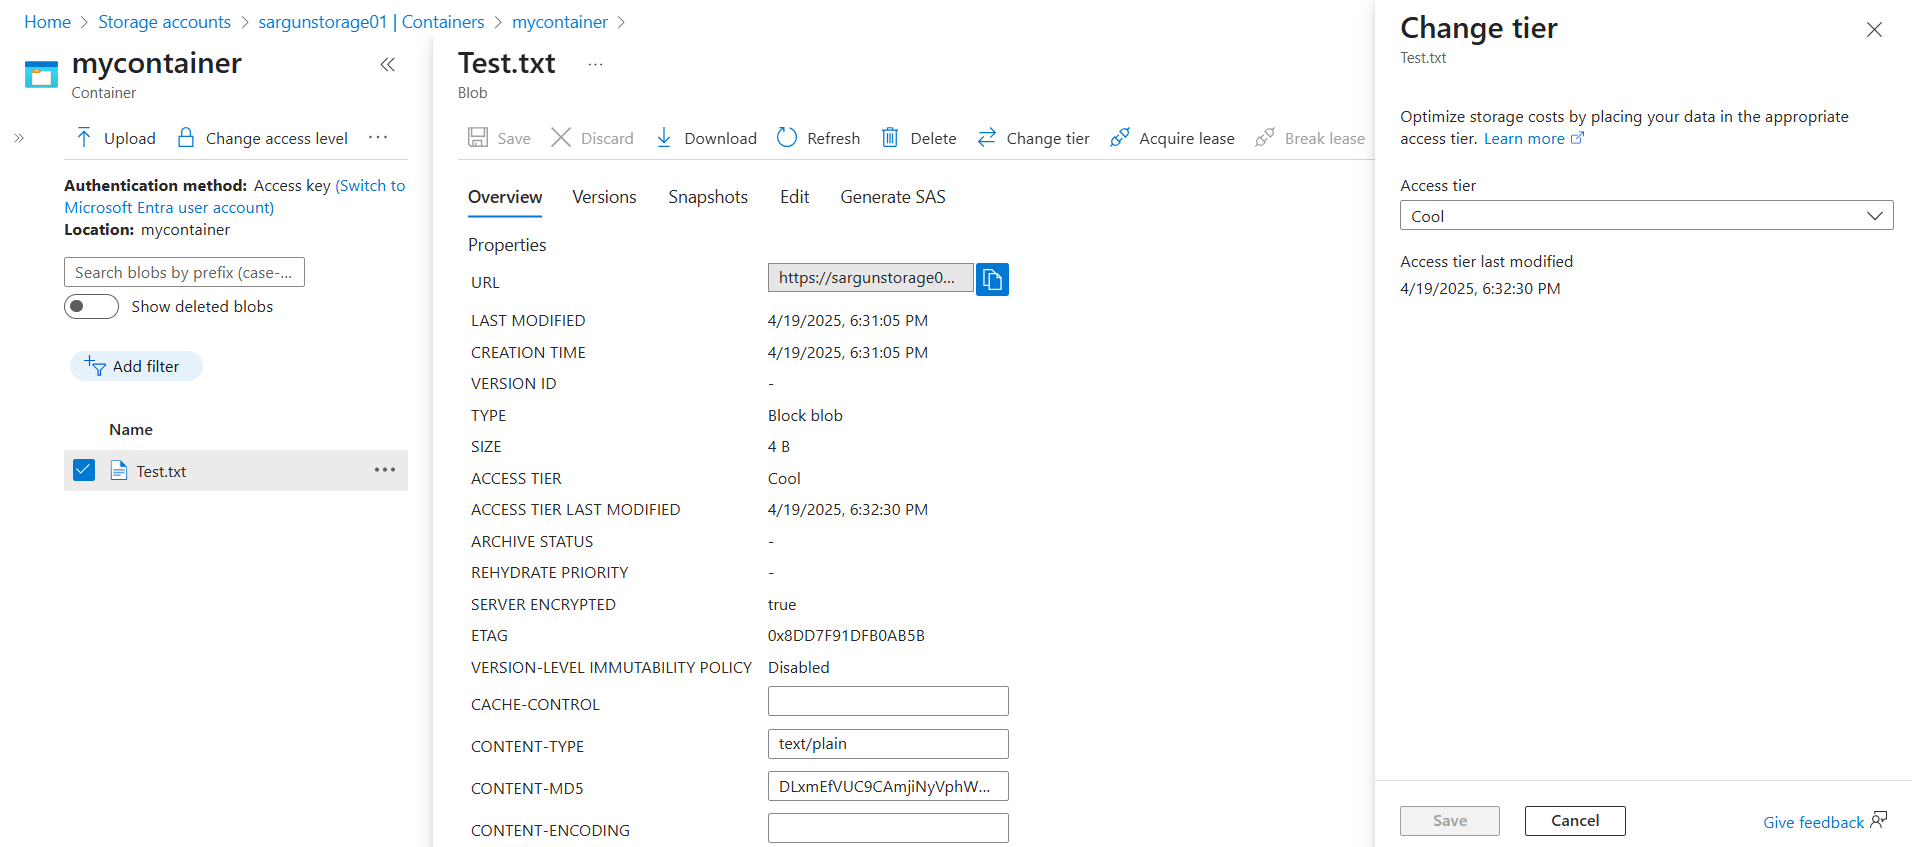 Home > Storage accounts > sargunstorage01 | Containers > mycontainer >
mycontainer
Container
Upload Change access level ...
Authentication method: Access key (Switch to
Microsoft Entra user account)
Location: mycontainer
Search blobs by prefix (case-...
Show deleted blobs
Add filter
Name
Test.txt ...
Test.txt ...
Blob
Save Discard Download Refresh Delete Change tier Acquire lease Break lease
Overview Versions Snapshots Edit Generate SAS
Properties
URL https://sargunstorage0...
LAST MODIFIED 4/19/2025, 6:31:05 PM
CREATION TIME 4/19/2025, 6:31:05 PM
VERSION ID -
TYPE Block blob
SIZE 4 B
ACCESS TIER Cool
ACCESS TIER LAST MODIFIED 4/19/2025, 6:32:30 PM
ARCHIVE STATUS -
REHYDRATE PRIORITY -
SERVER ENCRYPTED true
ETAG 0x8DD7F91DFB0AB5B
VERSION-LEVEL IMMUTABILITY POLICY Disabled
CACHE-CONTROL
CONTENT-TYPE text/plain
CONTENT-MD5 DLxmEfVUC9CAmjiNyVphW...
CONTENT-ENCODING
Change tier
Test.txt
Optimize storage costs by placing your data in the appropriate
access tier. Learn more
Access tier
Cool
Access tier last modified
4/19/2025, 6:32:30 PM
Save Cancel Give feedback